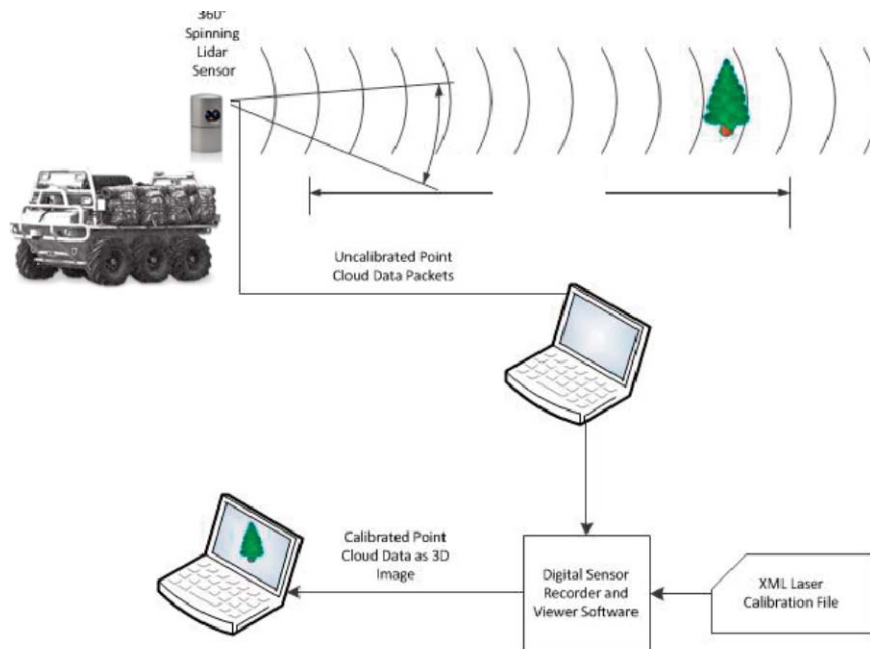 360°
Spinning
Lidar
Sensor
Uncalibrated Point
Cloud Data Packets
Calibrated Point
Cloud Data as 3D
Image
Digital Sensor
Recorder and
Viewer Software
XML Laser
Calibration File